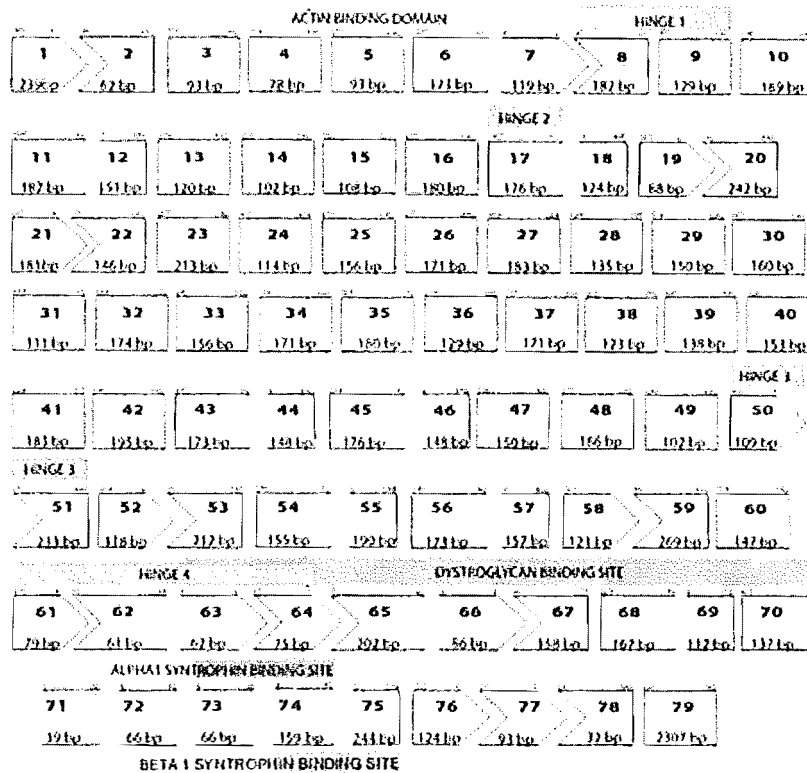 ACTIN BINDING DOMAIN HINGE 1
1 2 3 4 5 6 7 8 9 10
62 bp 93 bp 78 bp 93 bp 173 bp 119 bp 182 bp 129 bp 189 bp
HINGE 2
11 12 13 14 15 16 17 18 19 20
182 bp 151 bp 120 bp 102 bp 108 bp 180 bp 176 bp 124 bp 88 bp 242 bp
21 22 23 24 25 26 27 28 29 30
181 bp 146 bp 213 bp 114 bp 156 bp 171 bp 183 bp 135 bp 150 bp 160 bp
31 32 33 34 35 36 37 38 39 40
111 bp 174 bp 156 bp 171 bp 180 bp 129 bp 171 bp 123 bp 138 bp 153 bp
HINGE 3
41 42 43 44 45 46 47 48 49 50
183 bp 195 bp 173 bp 148 bp 176 bp 148 bp 150 bp 186 bp 102 bp 109 bp
HINGE 3
51 52 53 54 55 56 57 58 59 60
233 bp 118 bp 212 bp 155 bp 190 bp 173 bp 157 bp 121 bp 269 bp 147 bp
HINGE 4 DYSTROGLYCAN BINDING SITE
61 62 63 64 65 66 67 68 69 70
79 bp 61 bp 62 bp 75 bp 202 bp 86 bp 158 bp 167 bp 112 bp 137 bp
ALPHA1 SYNTROPHIN BINDING SITE
71 72 73 74 75 76 77 78 79
39 bp 66 bp 66 bp 159 bp 244 bp 124 bp 93 bp 32 bp 2307 bp
BETA 1 SYNTROPHIN BINDING SITE